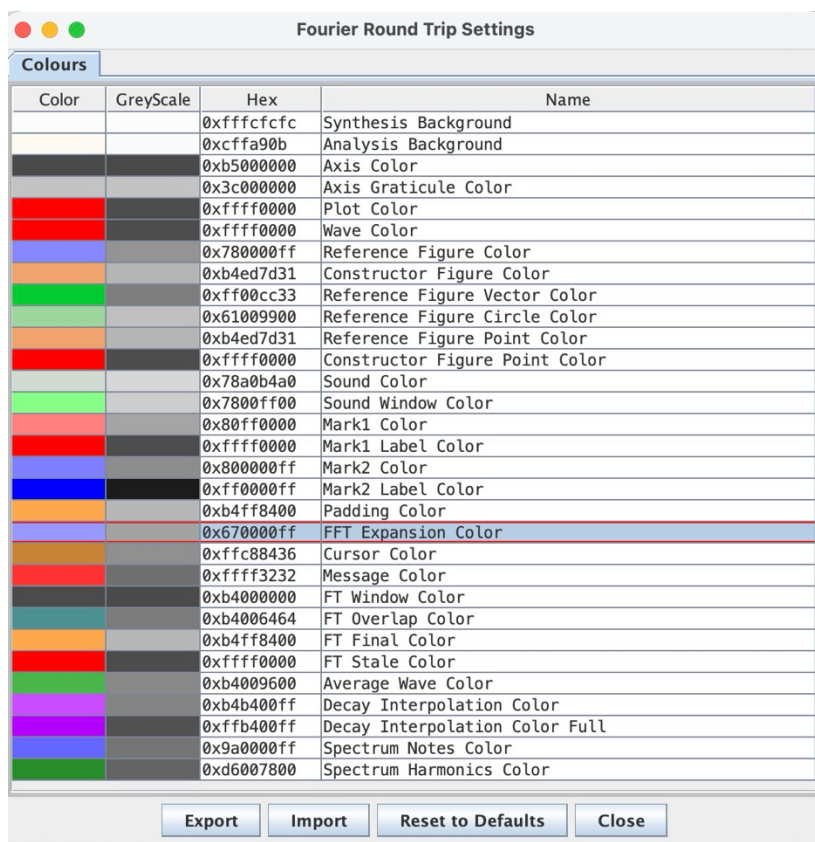 Fourier Round Trip Settings
Colours
Color GreyScale Hex Name
0xfffcfcfc Synthesis Background
0xcffa90b Analysis Background
0xb5000000 Axis Color
0x3c000000 Axis Graticule Color
0xffff0000 Plot Color
0xffff0000 Wave Color
0x780000ff Reference Figure Color
0xb4ed7d31 Constructor Figure Color
0xff00cc33 Reference Figure Vector Color
0x61009900 Reference Figure Circle Color
0xb4ed7d31 Reference Figure Point Color
0xffff0000 Constructor Figure Point Color
0x78a0b4a0 Sound Color
0x7800ff00 Sound Window Color
0x80ff0000 Mark1 Color
0xffff0000 Mark1 Label Color
0x800000ff Mark2 Color
0xff0000ff Mark2 Label Color
0xb4ff8400 Padding Color
0x670000ff FFT Expansion Color
0xffc88436 Cursor Color
0xffff3232 Message Color
0xb4000000 FT Window Color
0xb4006464 FT Overlap Color
0xb4ff8400 FT Final Color
0xffff0000 FT Stale Color
0xb4009600 Average Wave Color
0xb4b400ff Decay Interpolation Color
0xffb400ff Decay Interpolation Color Full
0x9a0000ff Spectrum Notes Color
0xd6007800 Spectrum Harmonics Color
Export Import Reset to Defaults Close